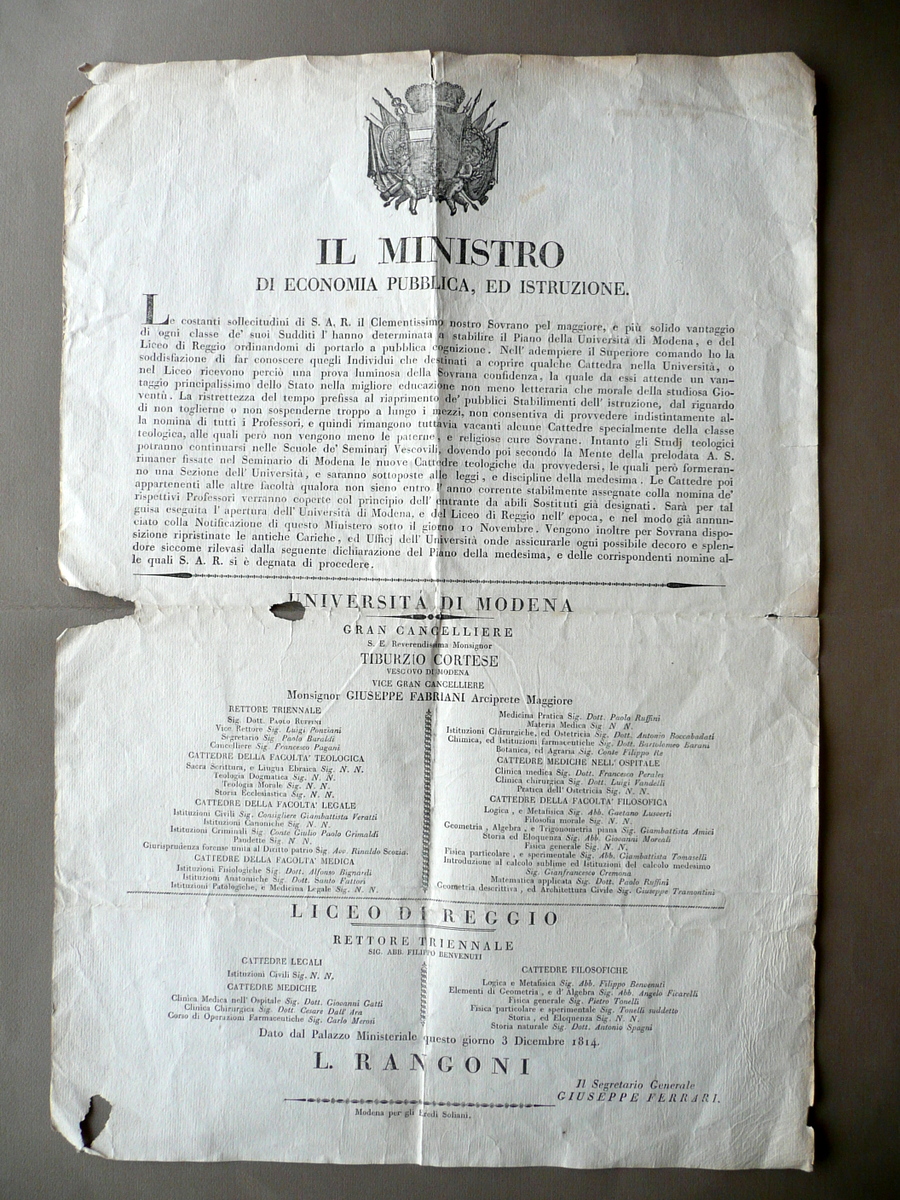 IL MINISTRO
DI ECONOMIA PUBBLICA, ED ISTRUZIONE.
Le costanti sollecitudini di S. A. R. il Clementissimo nostro Sovrano pel maggiore, e più solido vantaggio
di ogni classe de' suoi Sudditi l' hanno determinata a stabilire il Piano della Università di Modena, e del
Liceo di Reggio ordinandomi di portarlo a pubblica cognizione. Nell' adempiere il Superiore comando ho la
soddisfazione di far conoscere quegli Individui che destinati a coprire qualche Cattedra nella Università, o
nel Liceo ricevono perciò una prova luminosa della Sovrana confidenza, la quale da essi attende un van-
taggio principalissimo dello Stato nella migliore educazione non meno letteraria che morale della studiosa Gio-
ventù. La ristrettezza del tempo prefissa al riaprimento de' pubblici Stabilimenti dell' istruzione, dal riguardo
di non toglierne o non sospenderne troppo a lungo i mezzi, non consentiva di provvedere indistintamente al-
la nomina di tutti i Professori, e quindi rimangono tuttavia vacanti alcune Cattedre specialmente della classe
teologica, alle quali però non vengono meno le paterne, e religiose cure Sovrane. Intanto gli Studj teologici
potranno continuarsi nelle Scuole de' Seminarj Vescovili, dovendo poi secondo la Mente della prelodata A. S.
rimaner fissate nel Seminario di Modena le nuove Cattedre teologiche da provvedersi, le quali però formeran-
no una Sezione dell' Università, e saranno sottoposte alle leggi, e discipline della medesima. Le Cattedre poi
appartenenti alle altre facoltà qualora non sieno entro l' anno corrente stabilmente assegnate colla nomina de'
rispettivi Professori verranno coperte col principio dell' entrante da abili Sostituti già designati. Sarà per tal
guisa eseguita l' apertura dell' Università di Modena, e del Liceo di Reggio nell' epoca, e nel modo già annun-
ciato colla Notificazione di questo Ministero sotto il giorno 10 Novembre. Vengono inoltre per Sovrana dispo-
sizione ripristinate le antiche Cariche, ed Ufficj dell' Università onde assicurarle ogni possibile decoro e splen-
dore siccome rilevasi dalla seguente dichiarazione del Piano della medesima, e delle corrispondenti nomine al-
le quali S. A. R. si è degnata di procedere.
UNIVERSITÀ DI MODENA
GRAN CANCELLIERE
S. E. Reverendissima Monsignor
TIBURZIO CORTESE
VESCOVO DI MODENA
VICE GRAN CANCELLIERE
Monsignor GIUSEPPE FABRIANI Arciprete Maggiore
RETTORE TRIENNALE
Sig. Dott. PAOLO RUFFINI
Vice Rettore Sig. Luigi Ponziani
Segretario Sig. Paolo Baraldi
Cancelliere Sig. Francesco Pagani
CATTEDRE DELLA FACOLTA' TEOLOGICA
Sacra Scrittura, e Lingua Ebraica Sig. N. N.
Teologia Dogmatica Sig. N. N.
Teologia Morale Sig. N. N.
Storia Ecclesiastica Sig. N. N.
CATTEDRE DELLA FACOLTA' LEGALE
Istituzioni Civili Sig. Consigliere Giambattista Feratti
Istituzioni Canoniche Sig. N. N.
Istituzioni Criminali Sig. Conte Giulio Paolo Grimaldi
Pandette Sig. N. N.
Giurisprudenza forense unita al Diritto patrio Sig. Avv. Rinaldo Scozia.
CATTEDRE DELLA FACOLTA' MEDICA
Istituzioni Fisiologiche Sig. Dott. Alfonso Bignardi
Istituzioni Anatomiche Sig. Dott. Santo Fattori
Istituzioni Patologiche, e Medicina Legale Sig. N. N.
Medicina Pratica Sig. Dott. Paolo Ruffini
Materia Medica Sig. N. N.
Istituzioni Chirurgiche, ed Ostetricia Sig. Dott. Antonio Boccabadati
Chimica, ed Istituzioni farmaceutiche Sig. Dott. Bartolomeo Barani
Botanica, ed Agraria Sig. Conte Filippo Re
CATTEDRE MEDICHE NELL' OSPITALE
Clinica medica Sig. Dott. Francesco Perales
Clinica chirurgica Sig. Dott. Luigi Vandelli
Pratica dell' Ostetricia Sig. N. N.
CATTEDRE DELLA FACOLTA' FILOSOFICA
Logica, e Metafisica Sig. Abb. Gaetano Lusverti
Filosofia morale Sig. N. N.
Geometria, Algebra, e Trigonometria piana Sig. Giambattista Amici
Storia ed Eloquenza Sig. Abb. Giovanni Moreali
Fisica generale Sig. N. N.
Fisica particolare, e sperimentale Sig. Abb. Giambattista Tomaselli
Introduzione al calcolo sublime ed Istituzioni del calcolo medesimo
Sig. Gianfrancesco Cremona
Matematica applicata Sig. Dott. Paolo Ruffini
Geometria descrittiva, ed Architettura Civile Sig. Giuseppe Tramontini
LICEO DI REGGIO
RETTORE TRIENNALE
SIG. ABB. FILIPPO BENVENUTI
CATTEDRE LEGALI
Istituzioni Civili Sig. N. N.
CATTEDRE MEDICHE
Clinica Medica nell' Ospitale Sig. Dott. Giovanni Gatti
Clinica Chirurgica Sig. Dott. Cesare Dall' Ara
Corso di Operazioni Farmaceutiche Sig. Carlo Merosi
CATTEDRE FILOSOFICHE
Logica e Metafisica Sig. Abb. Filippo Benvenuti
Elementi di Geometria, e d' Algebra Sig. Abb. Angelo Ficarelli
Fisica generale Sig. Pietro Tonelli
Fisica particolare e sperimentale Sig. Tonelli suddetto
Storia, ed Eloquenza Sig. N. N.
Storia naturale Sig. Dott. Antonio Spagni
Dato dal Palazzo Ministeriale questo giorno 3 Dicembre 1814.
L. RANGONI
Il Segretario Generale
GIUSEPPE FERRARI.
Modena per gli Eredi Soliani.